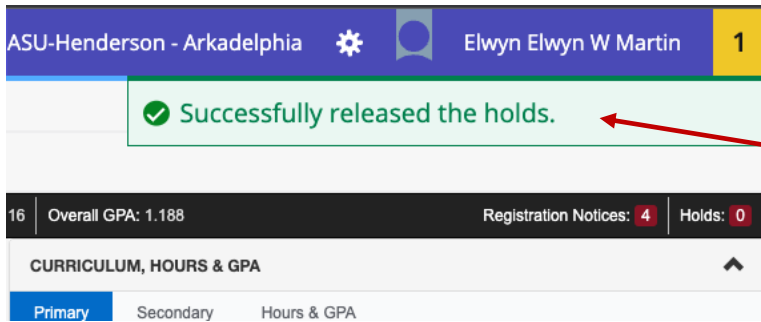 ASU-Henderson - Arkadelphia Elwyn Elwyn W Martin 1
Successfully released the holds.
16 Overall GPA: 1.188 Registration Notices: 4 Holds: 0
CURRICULUM, HOURS & GPA
Primary Secondary Hours & GPA